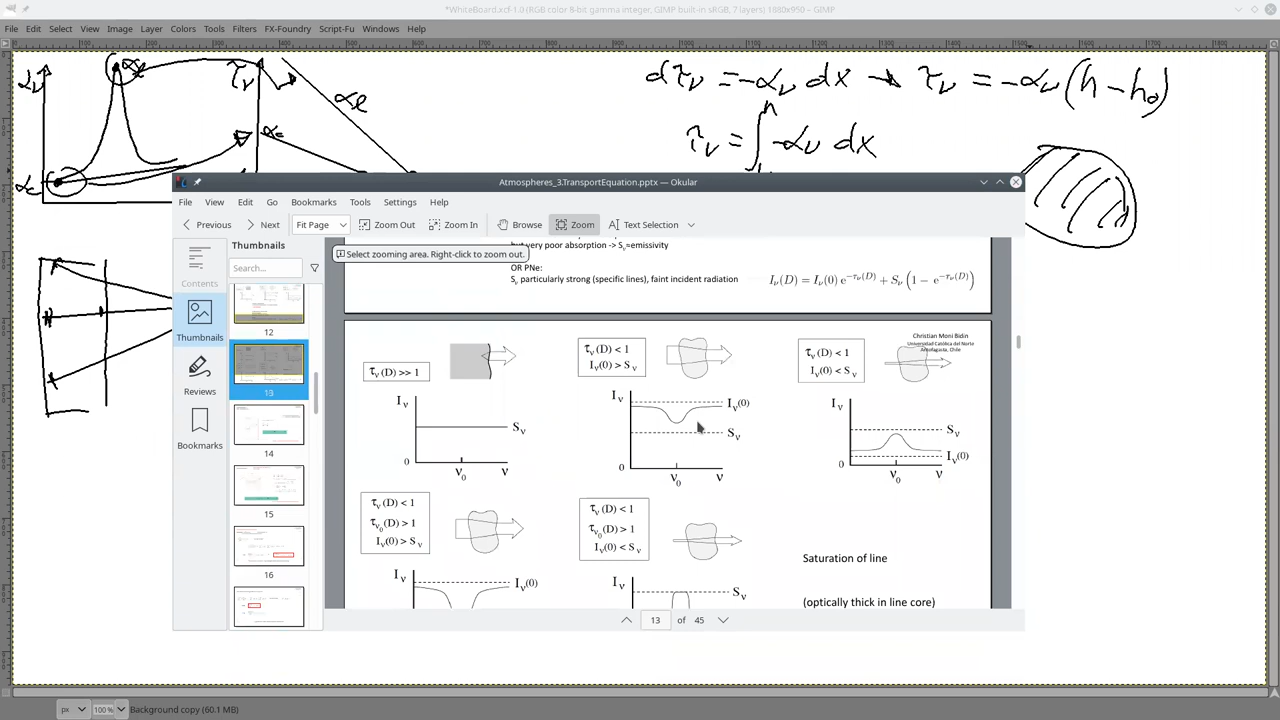 *WhiteBoard.xcf-1.0 (RGB color 8-bit gamma integer, GIMP built-in sRGB, 7 layers) 1880x950 – GIMP
File Edit Select View Image Layer Colors Tools Filters FX-Foundry Script-Fu Windows Help
αν
αℓ
τν
αℓ
αc
αc
dτν = -αν dx → τν = -αν (h - h₀)
τν = ∫ -αν dx
h
Atmospheres_3.TransportEquation.pptx — Okular
File View Edit Go Bookmarks Tools Settings Help
Previous Next Fit Page Zoom Out Zoom In Browse Zoom Text Selection
Contents
Thumbnails
Reviews
Bookmarks
Thumbnails
Search...
12
13
14
15
16
Select zooming area. Right-click to zoom out.
but very poor absorption -> Sν=emissivity
OR PNe:
Sν particularly strong (specific lines), faint incident radiation
Iν(D) = Iν(0) e^−τν(D) + Sν (1 − e^−τν(D))
Christian Moni Bidin
Universidad Católica del Norte
Antofagasta, Chile
τν (D) >> 1
Iν
Sν
0
ν0
ν
τν (D) < 1
Iν(0) > Sν
Iν
Iν(0)
Sν
0
ν0
ν
τν (D) < 1
Iν(0) < Sν
Iν
Sν
Iν(0)
0
ν0
ν
τν (D) < 1
τν0 (D) > 1
Iν(0) > Sν
Iν
Iν(0)
τν (D) < 1
τν0 (D) > 1
Iν(0) < Sν
Iν
Sν
Saturation of line
(optically thick in line core)
13 of 45
px 100 % Background copy (60.1 MB)